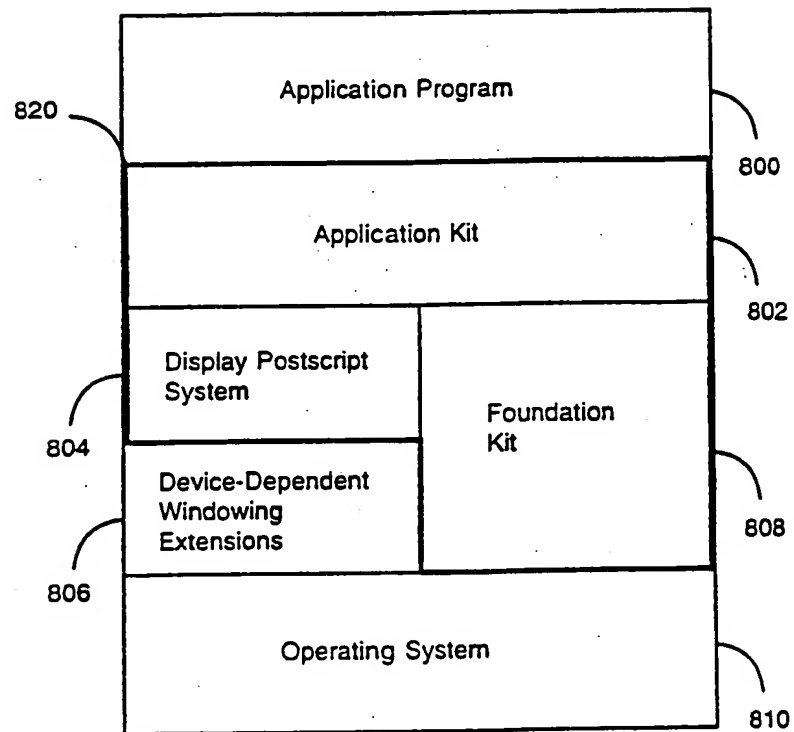 Application Program
820
800
Application Kit
802
Display Postscript
System
804
Foundation
Kit
808
Device-Dependent
Windowing
Extensions
806
Operating System
810